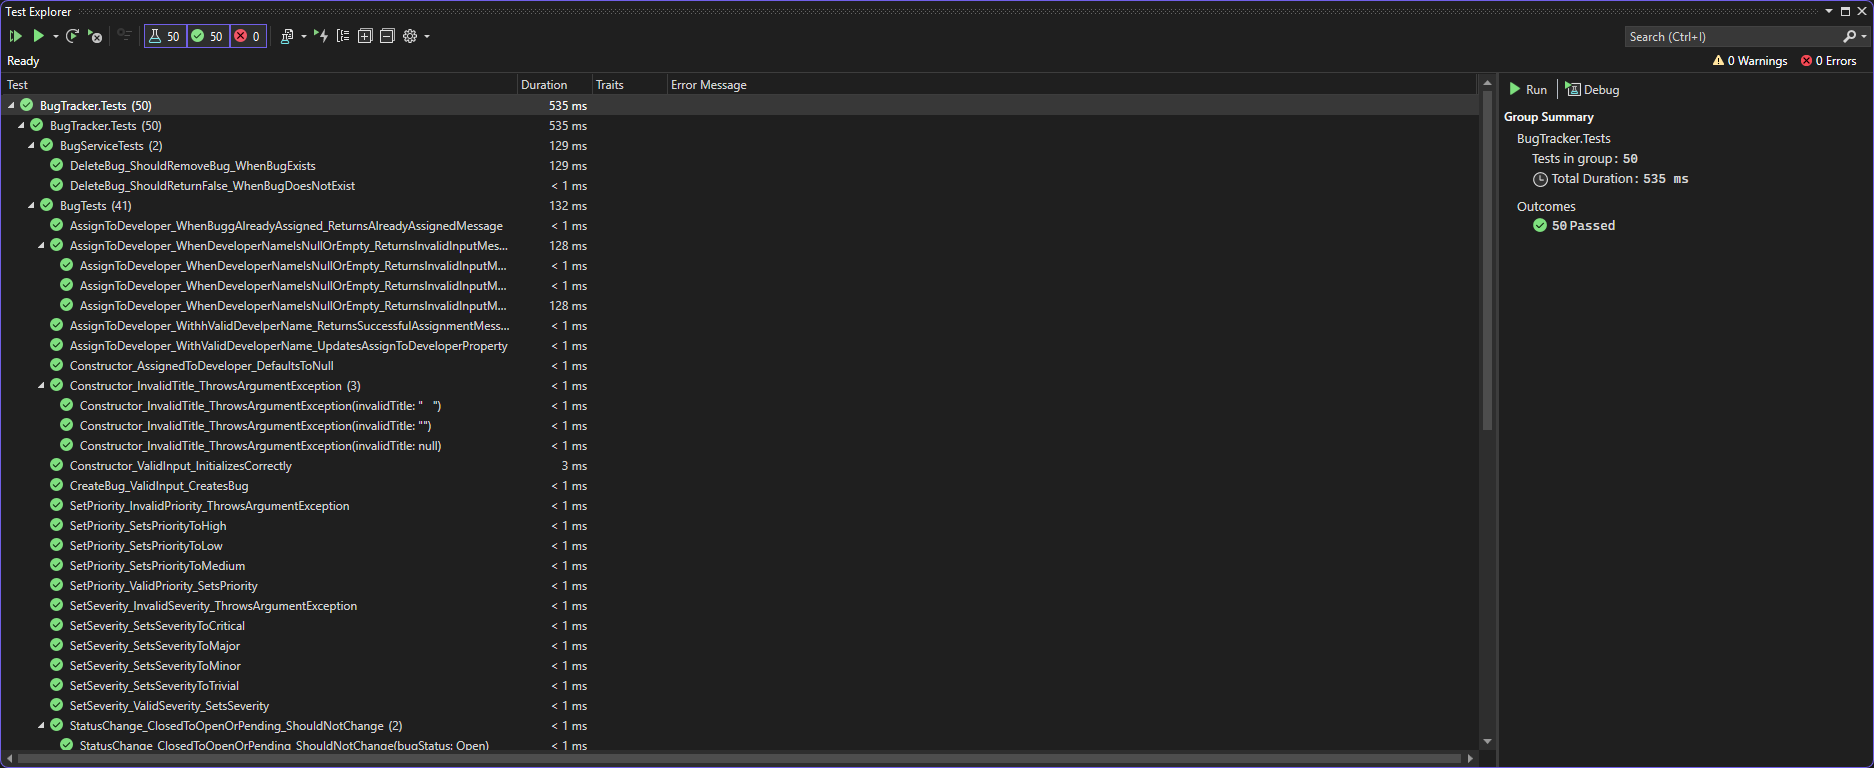 Test Explorer
50 50 0
Search (Ctrl+I)
Ready
0 Warnings 0 Errors
Test Duration Traits Error Message
BugTracker.Tests (50) 535 ms
BugTracker.Tests (50) 535 ms
BugServiceTests (2) 129 ms
DeleteBug_ShouldRemoveBug_WhenBugExists 129 ms
DeleteBug_ShouldReturnFalse_WhenBugDoesNotExist < 1 ms
BugTests (41) 132 ms
AssignToDeveloper_WhenBuggAlreadyAssigned_ReturnsAlreadyAssignedMessage < 1 ms
AssignToDeveloper_WhenDeveloperNameIsNullOrEmpty_ReturnsInvalidInputMes... 128 ms
AssignToDeveloper_WhenDeveloperNameIsNullOrEmpty_ReturnsInvalidInputM... < 1 ms
AssignToDeveloper_WhenDeveloperNameIsNullOrEmpty_ReturnsInvalidInputM... < 1 ms
AssignToDeveloper_WhenDeveloperNameIsNullOrEmpty_ReturnsInvalidInputM... 128 ms
AssignToDeveloper_WithhValidDevelperName_ReturnsSuccessfulAssignmentMess... < 1 ms
AssignToDeveloper_WithValidDeveloperName_UpdatesAssignToDeveloperProperty < 1 ms
Constructor_AssignedToDeveloper_DefaultsToNull < 1 ms
Constructor_InvalidTitle_ThrowsArgumentException (3) < 1 ms
Constructor_InvalidTitle_ThrowsArgumentException(invalidTitle: "   ") < 1 ms
Constructor_InvalidTitle_ThrowsArgumentException(invalidTitle: "") < 1 ms
Constructor_InvalidTitle_ThrowsArgumentException(invalidTitle: null) < 1 ms
Constructor_ValidInput_InitializesCorrectly 3 ms
CreateBug_ValidInput_CreatesBug < 1 ms
SetPriority_InvalidPriority_ThrowsArgumentException < 1 ms
SetPriority_SetsPriorityToHigh < 1 ms
SetPriority_SetsPriorityToLow < 1 ms
SetPriority_SetsPriorityToMedium < 1 ms
SetPriority_ValidPriority_SetsPriority < 1 ms
SetSeverity_InvalidSeverity_ThrowsArgumentException < 1 ms
SetSeverity_SetsSeverityToCritical < 1 ms
SetSeverity_SetsSeverityToMajor < 1 ms
SetSeverity_SetsSeverityToMinor < 1 ms
SetSeverity_SetsSeverityToTrivial < 1 ms
SetSeverity_ValidSeverity_SetsSeverity < 1 ms
StatusChange_ClosedToOpenOrPending_ShouldNotChange (2) < 1 ms
StatusChange_ClosedToOpenOrPending_ShouldNotChange(bugStatus: Open) < 1 ms
Run Debug
Group Summary
BugTracker.Tests
Tests in group: 50
Total Duration: 535 ms
Outcomes
50 Passed